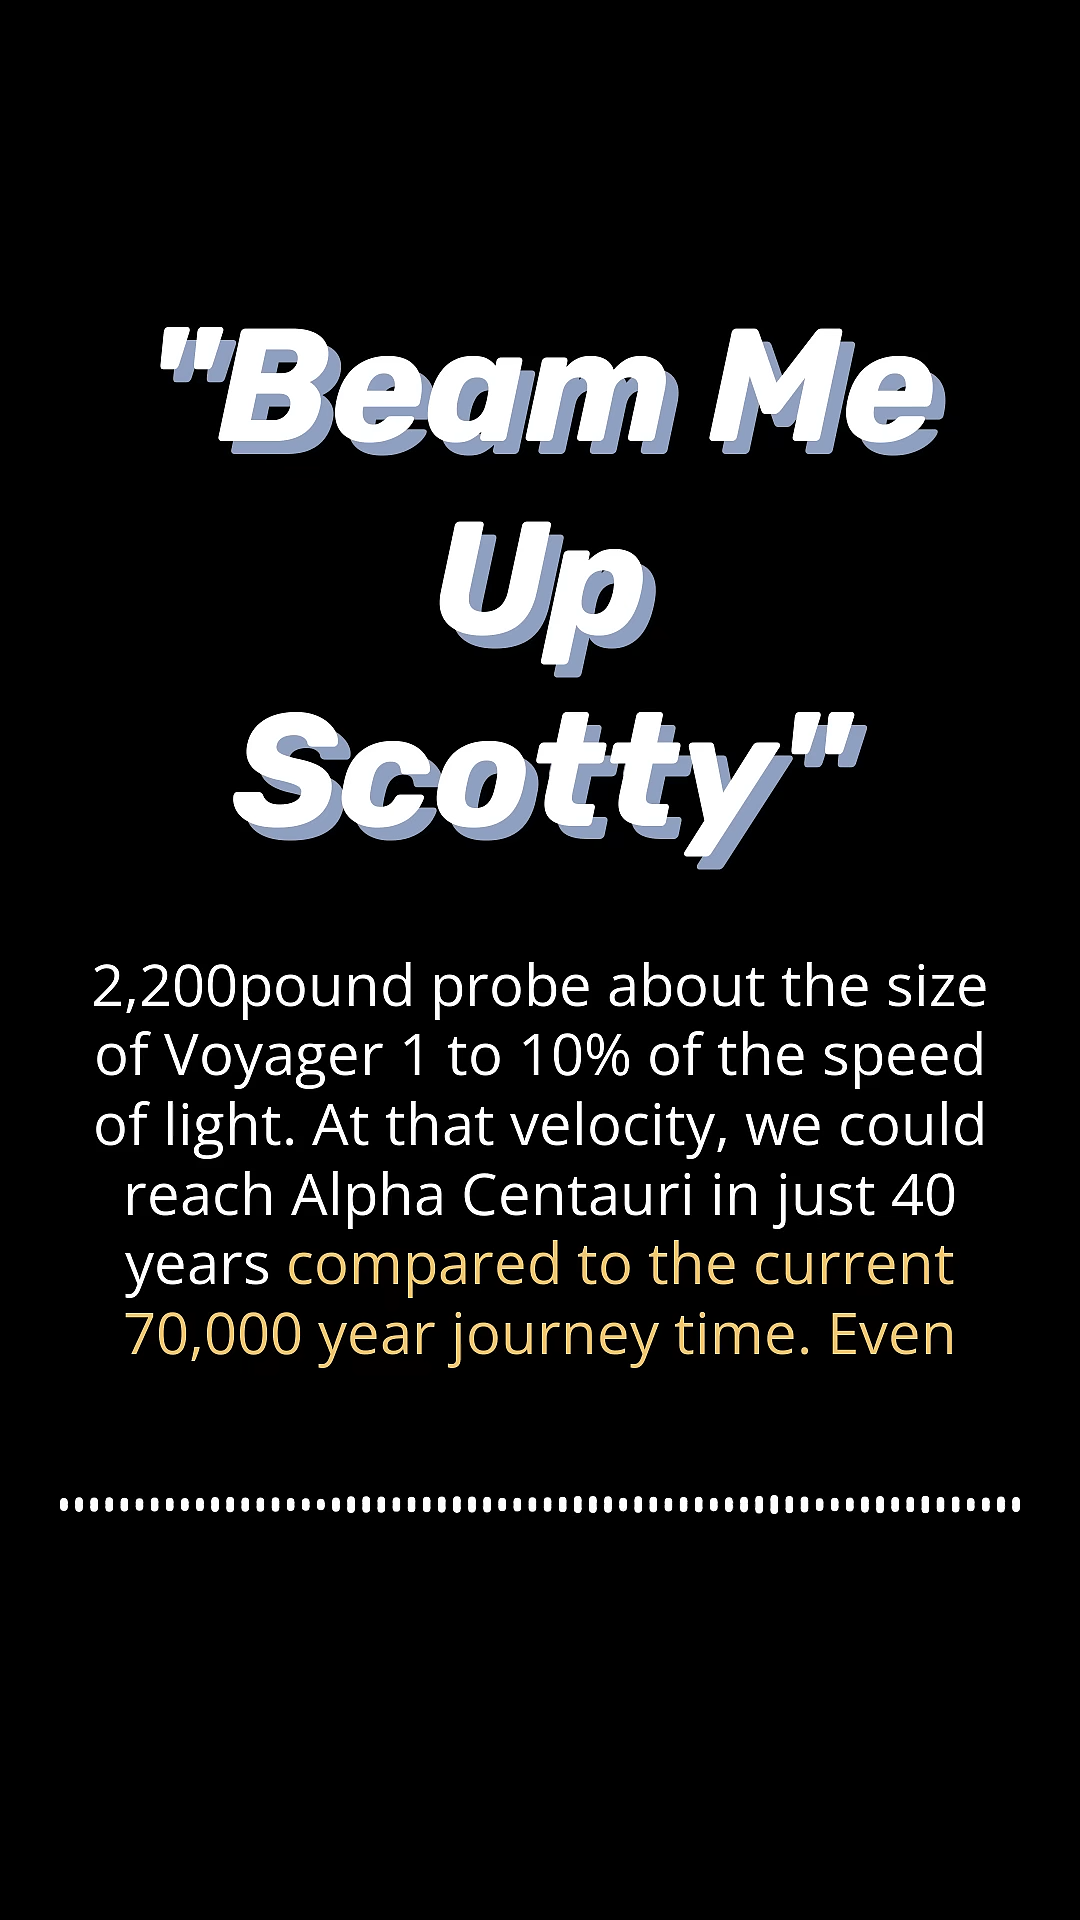 "Beam Me
Up
Scotty"
2,200pound probe about the size
of Voyager 1 to 10% of the speed
of light. At that velocity, we could
reach Alpha Centauri in just 40
years compared to the current
70,000 year journey time. Even